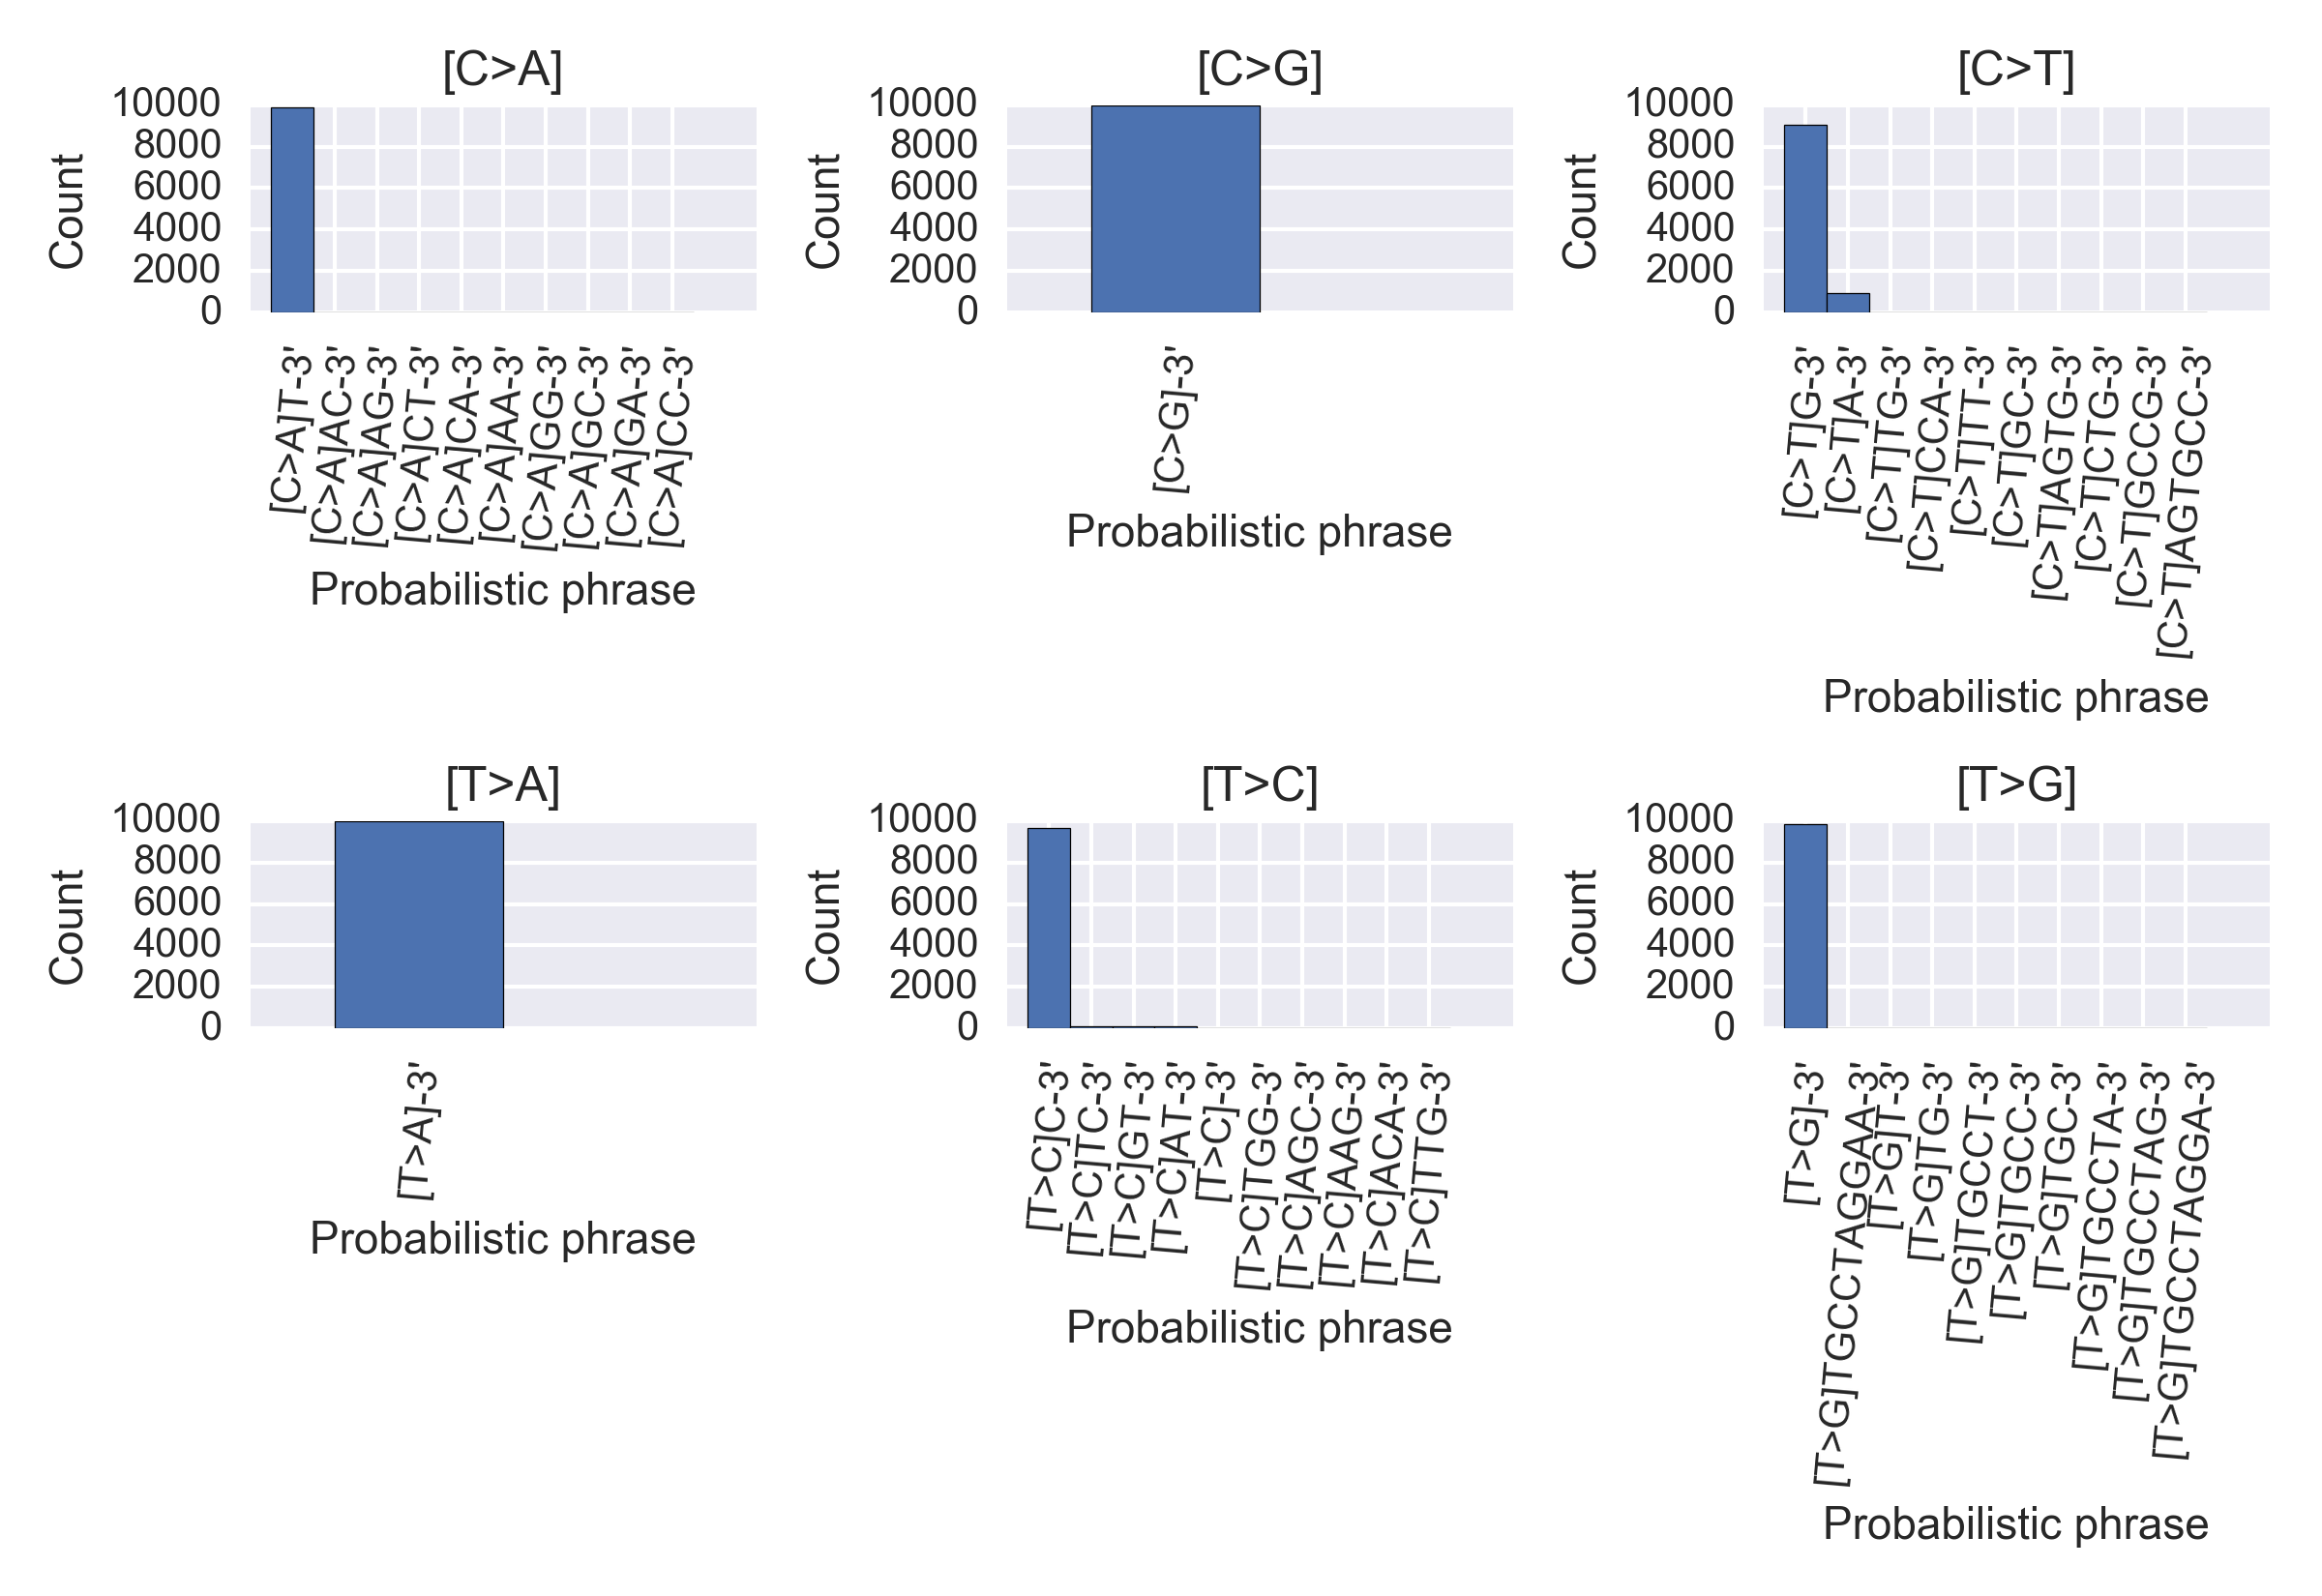 [C>A]
10000
8000
6000
4000
2000
0
Count
[C>A]T-3'
[C>A]AC-3'
[C>A]AG-3'
[C>A]CT-3'
[C>A]CA-3'
[C>A]AA-3'
[C>A]GG-3'
[C>A]GC-3'
[C>A]GA-3'
[C>A]CC-3'
Probabilistic phrase
[C>G]
10000
8000
6000
4000
2000
0
Count
[C>G]-3'
Probabilistic phrase
[C>T]
10000
8000
6000
4000
2000
0
Count
[C>T]G-3'
[C>T]A-3'
[C>T]TG-3'
[C>T]CCA-3'
[C>T]TT-3'
[C>T]GC-3'
[C>T]AGTG-3'
[C>T]CTG-3'
[C>T]GCCG-3'
[C>T]AGTGCC-3'
Probabilistic phrase
[T>A]
10000
8000
6000
4000
2000
0
Count
[T>A]-3'
Probabilistic phrase
[T>C]
10000
8000
6000
4000
2000
0
Count
[T>C]C-3'
[T>C]TC-3'
[T>C]GT-3'
[T>C]AT-3'
[T>C]-3'
[T>C]TGG-3'
[T>C]AGC-3'
[T>C]AAG-3'
[T>C]ACA-3'
[T>C]TTG-3'
Probabilistic phrase
[T>G]
10000
8000
6000
4000
2000
0
Count
[T>G]-3'
[T>G]TGCCTAGGAA-3'
[T>G]T-3'
[T>G]TG-3'
[T>G]TGCCT-3'
[T>G]TGCC-3'
[T>G]TGC-3'
[T>G]TGCCTA-3'
[T>G]TGCCTAG-3'
[T>G]TGCCTAGGA-3'
Probabilistic phrase